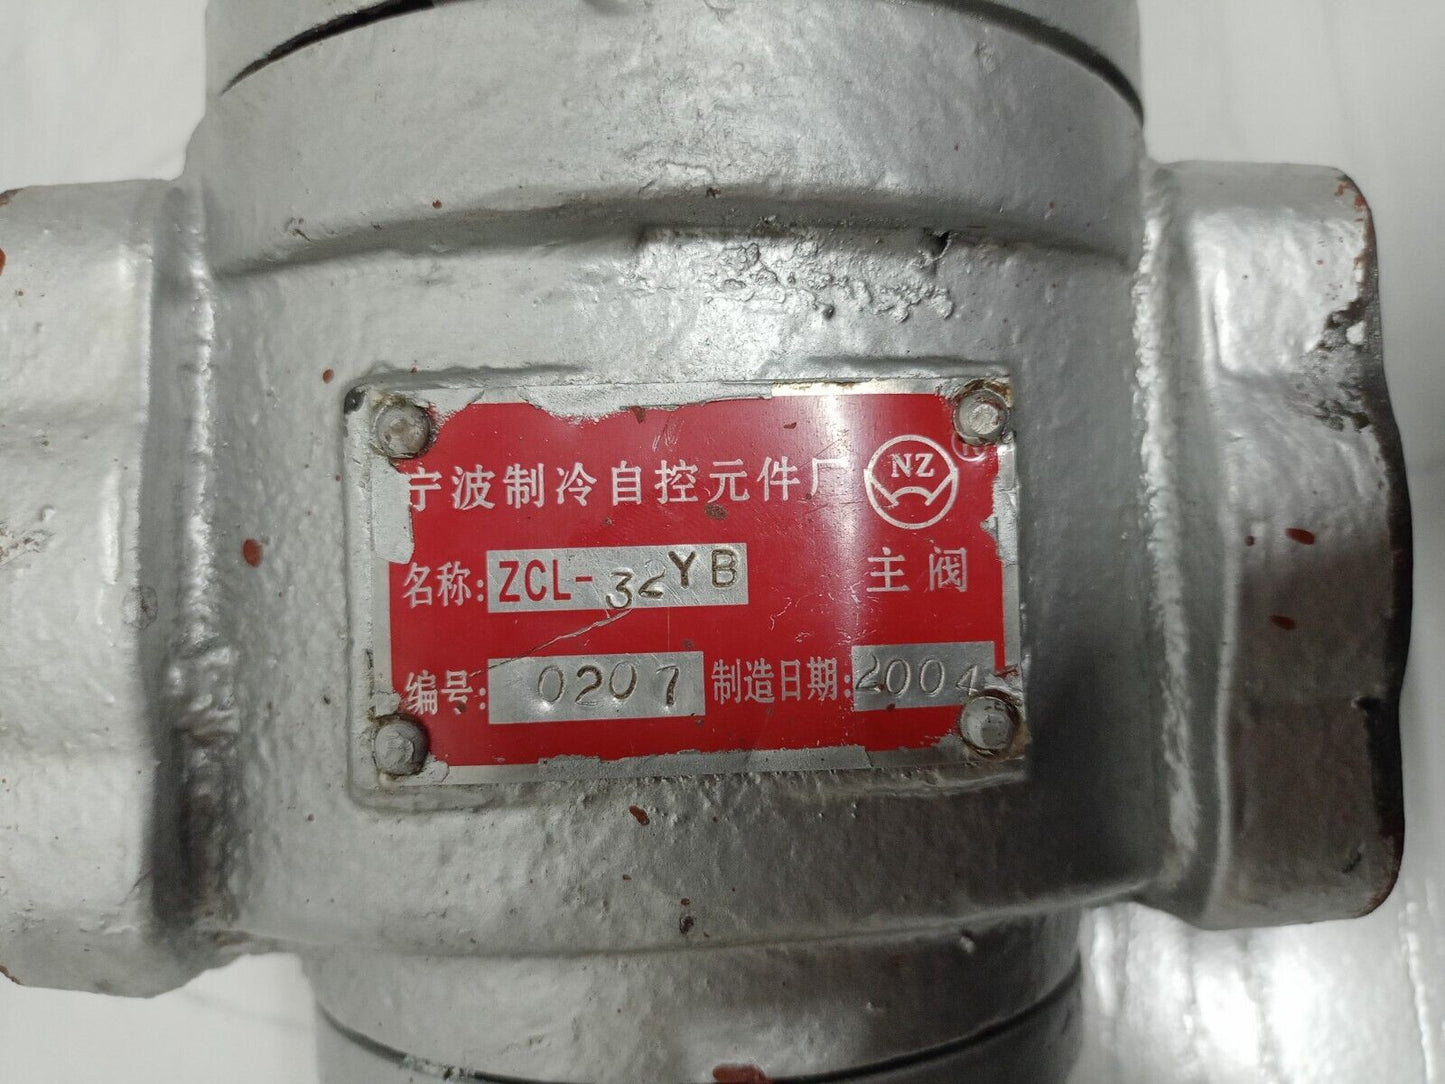 宁波制冷自控元件厂 NZ ®
名称: ZCL-32YB 主阀
编号: 0207 制造日期: 2004